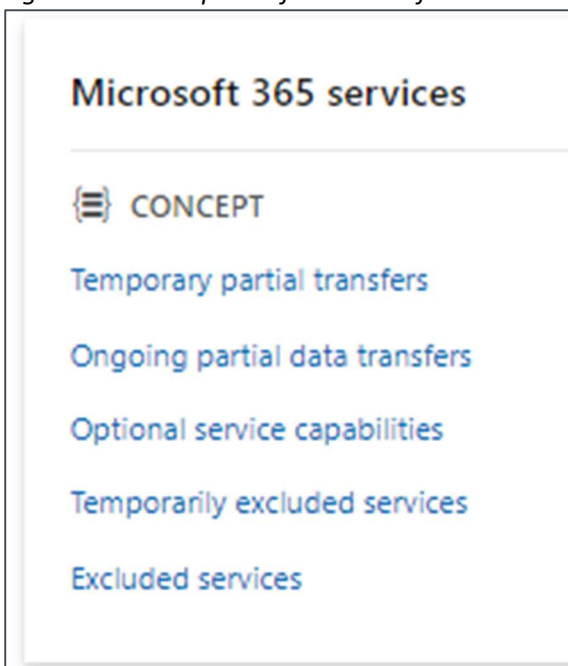 Microsoft 365 services
CONCEPT
Temporary partial transfers
Ongoing partial data transfers
Optional service capabilities
Temporarily excluded services
Excluded services